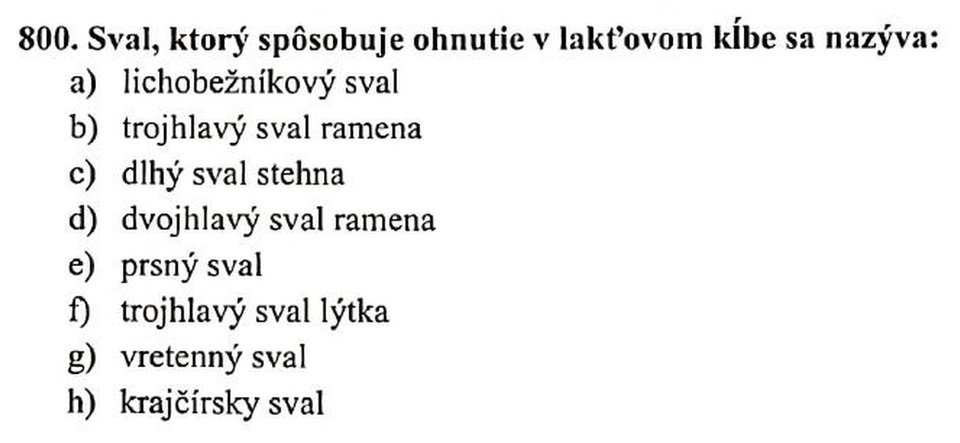 800. Sval, ktorý spôsobuje ohnutie v lakťovom kĺbe sa nazýva:
a) lichobežníkový sval
b) trojhlavý sval ramena
c) dlhý sval stehna
d) dvojhlavý sval ramena
e) prsný sval
f) trojhlavý sval lýtka
g) vretenný sval
h) krajčírsky sval